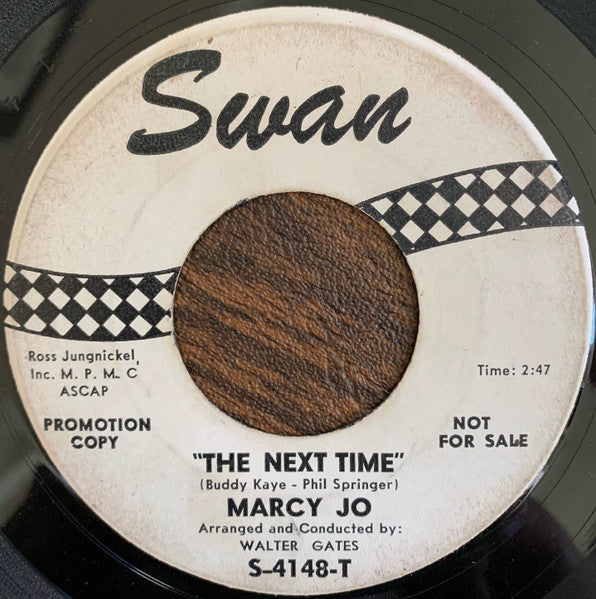 Swan
Ross Jungnickel,
Inc. M. P. M. C
ASCAP
Time: 2:47
PROMOTION
COPY
NOT
FOR SALE
"THE NEXT TIME"
(Buddy Kaye - Phil Springer)
MARCY JO
Arranged and Conducted by:
WALTER GATES
S-4148-T